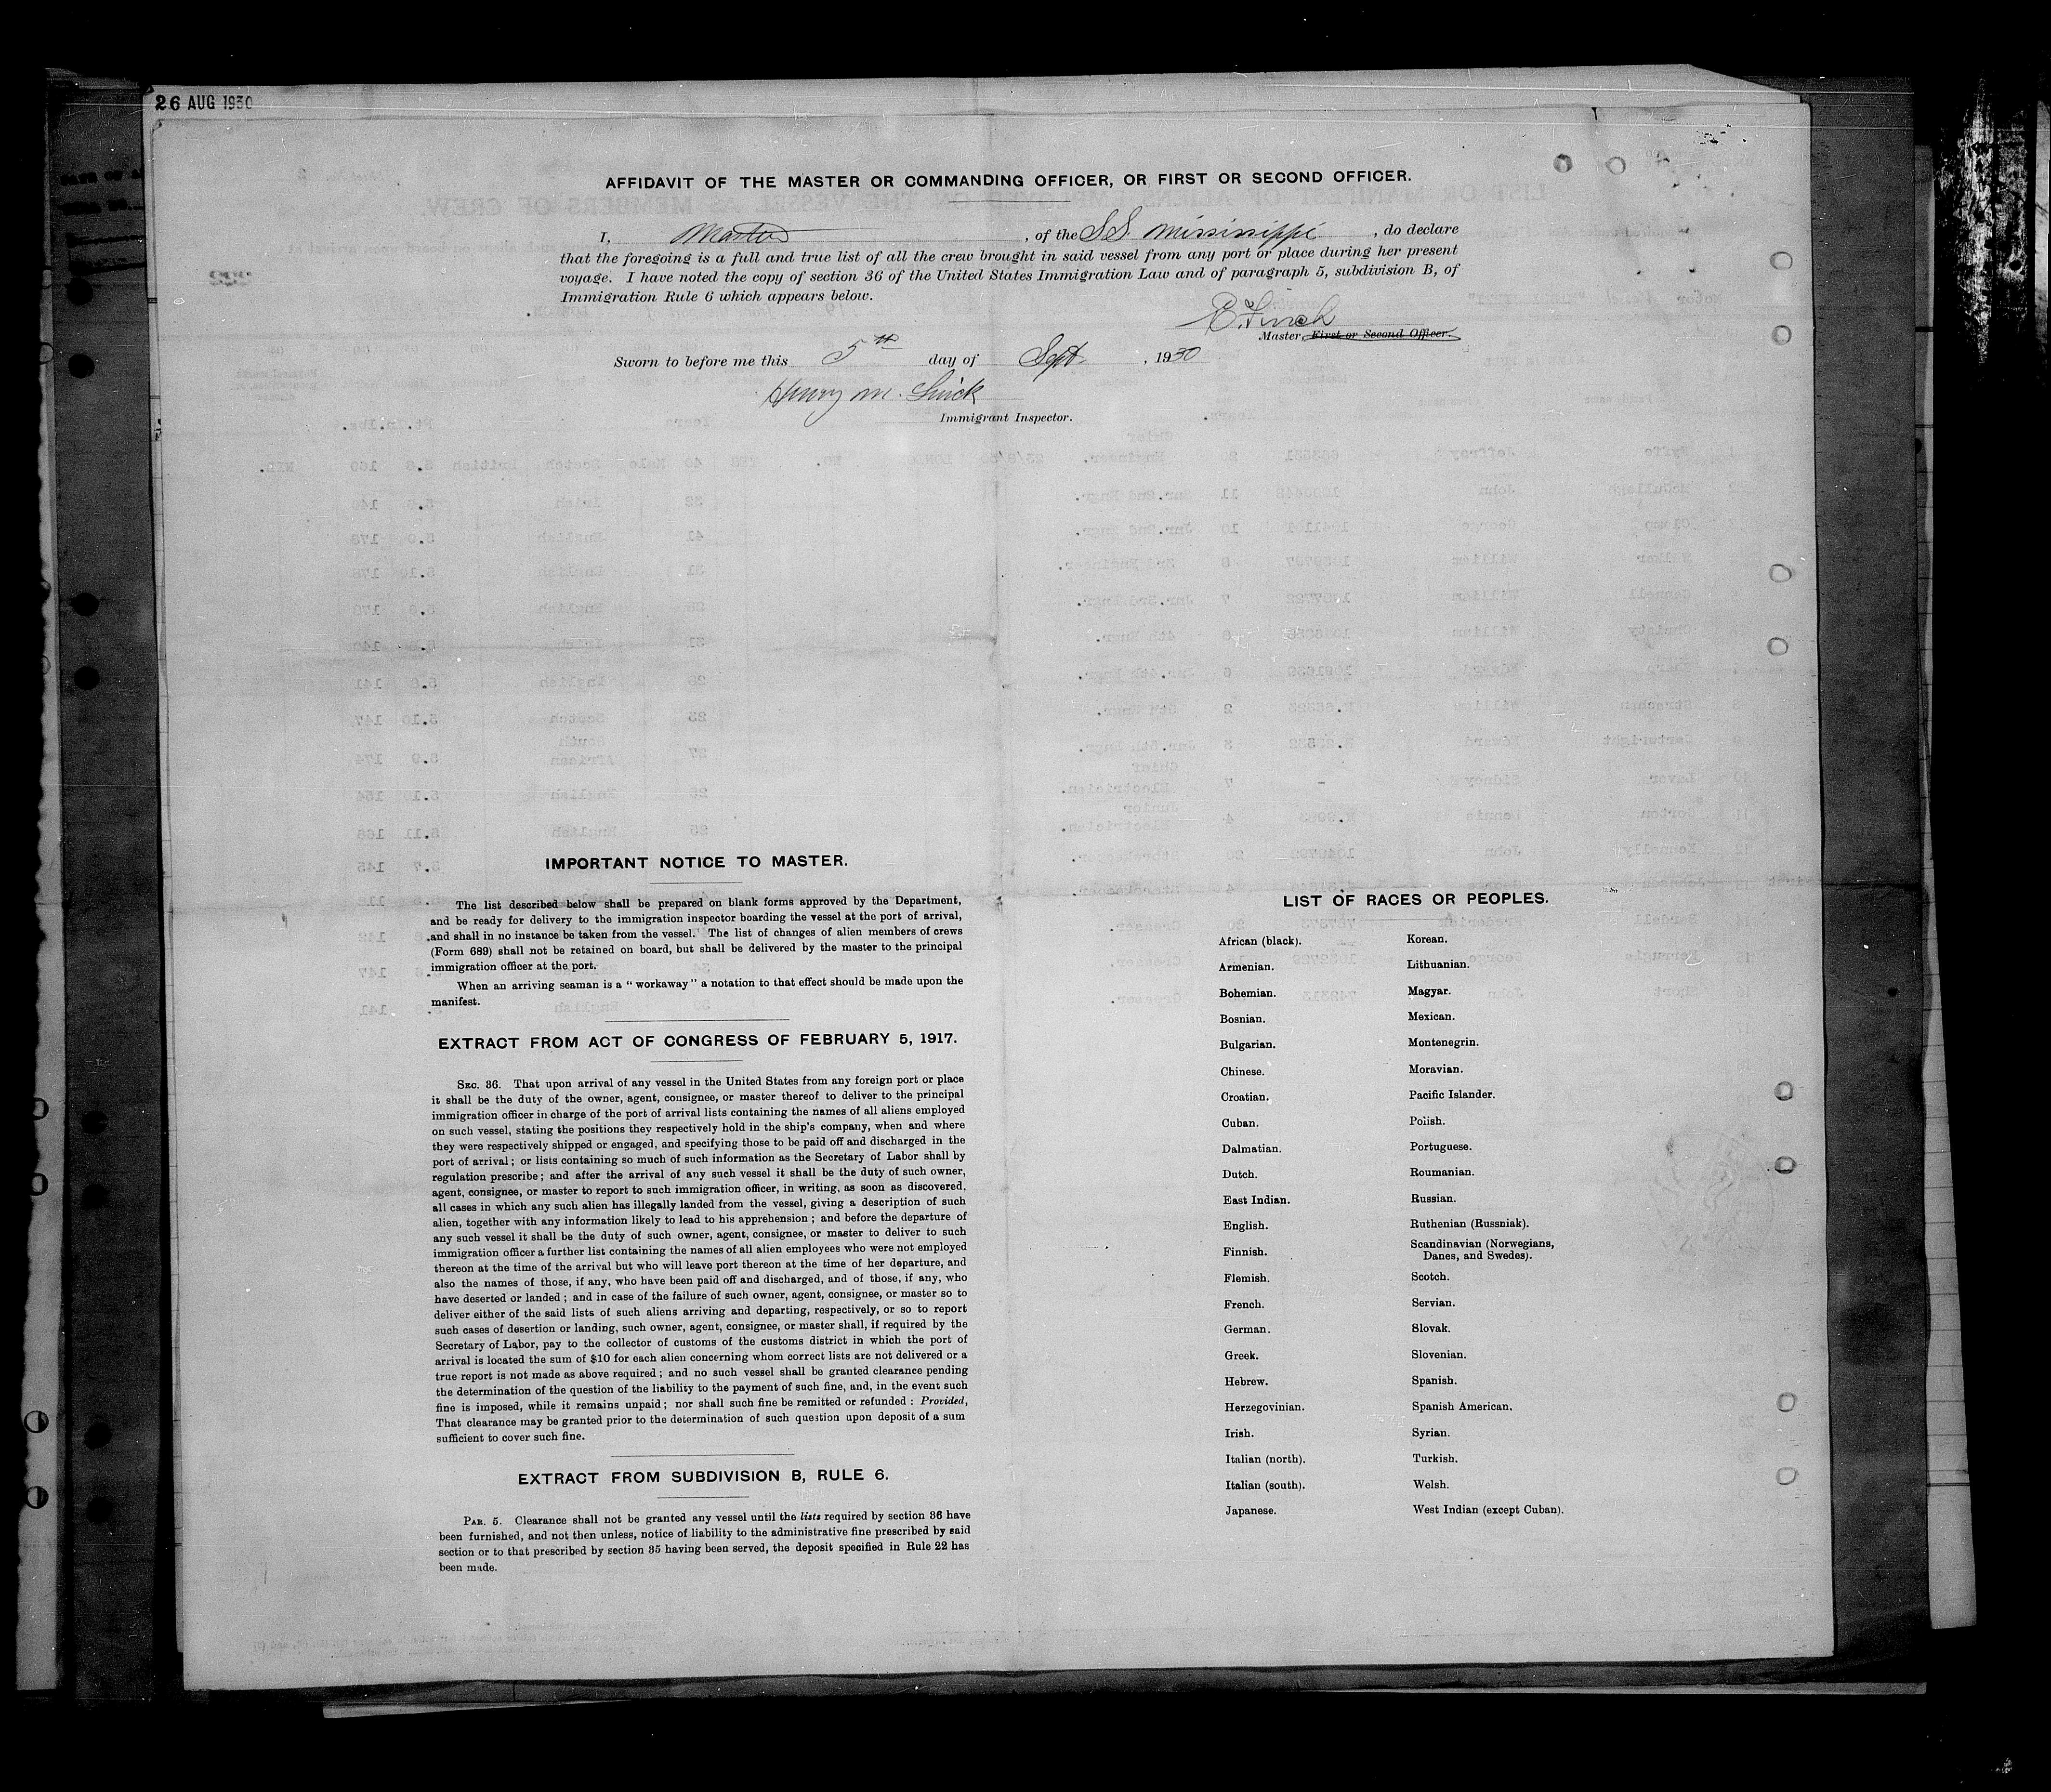 26 AUG 1930
AFFIDAVIT OF THE MASTER OR COMMANDING OFFICER, OR FIRST OR SECOND OFFICER.
I, Master, of the SS. Mississippi, do declare
that the foregoing is a full and true list of all the crew brought in said vessel from any port or place during her present
voyage. I have noted the copy of section 36 of the United States Immigration Law and of paragraph 5, subdivision B, of
Immigration Rule 6 which appears below.
Finch
Master First or Second Officer.
Sworn to before me this 5th day of Sept, 1930
Henry M.
Immigrant Inspector.
IMPORTANT NOTICE TO MASTER.
The list described below shall be prepared on blank forms approved by the Department,
and be ready for delivery to the immigration inspector boarding the vessel at the port of arrival,
and shall in no instance be taken from the vessel. The list of changes of alien members of crews
(Form 689) shall not be retained on board, but shall be delivered by the master to the principal
immigration officer at the port.
When an arriving seaman is a "workaway" a notation to that effect should be made upon the
manifest.
EXTRACT FROM ACT OF CONGRESS OF FEBRUARY 5, 1917.
SEC. 36. That upon arrival of any vessel in the United States from any foreign port or place
it shall be the duty of the owner, agent, consignee, or master thereof to deliver to the principal
immigration officer in charge of the port of arrival lists containing the names of all aliens employed
on such vessel, stating the positions they respectively hold in the ship's company, when and where
they were respectively shipped or engaged, and specifying those to be paid off and discharged in the
port of arrival; or lists containing so much of such information as the Secretary of Labor shall by
regulation prescribe; and after the arrival of any such vessel it shall be the duty of such owner,
agent, consignee, or master to report to such immigration officer, in writing, as soon as discovered,
all cases in which any such alien has illegally landed from the vessel, giving a description of such
alien, together with any information likely to lead to his apprehension; and before the departure of
any such vessel it shall be the duty of such owner, agent, consignee, or master to deliver to such
immigration officer a further list containing the names of all alien employees who were not employed
thereon at the time of the arrival but who will leave port thereon at the time of her departure, and
also the names of those, if any, who have been paid off and discharged, and of those, if any, who
have deserted or landed; and in case of the failure of such owner, agent, consignee, or master so to
deliver either of the said lists of such aliens arriving and departing, respectively, or so to report
such cases of desertion or landing, such owner, agent, consignee, or master shall, if required by the
Secretary of Labor, pay to the collector of customs of the customs district in which the port of
arrival is located the sum of $10 for each alien concerning whom correct lists are not delivered or a
true report is not made as above required; and no such vessel shall be granted clearance pending
the determination of the question of the liability to the payment of such fine, and, in the event such
fine is imposed, while it remains unpaid; nor shall such fine be remitted or refunded: Provided,
That clearance may be granted prior to the determination of such question upon deposit of a sum
sufficient to cover such fine.
EXTRACT FROM SUBDIVISION B, RULE 6.
PAR. 5. Clearance shall not be granted any vessel until the lists required by section 36 have
been furnished, and not then unless, notice of liability to the administrative fine prescribed by said
section or to that prescribed by section 35 having been served, the deposit specified in Rule 22 has
been made.
LIST OF RACES OR PEOPLES.
African (black).
Armenian.
Bohemian.
Bosnian.
Bulgarian.
Chinese.
Croatian.
Cuban.
Dalmatian.
Dutch.
East Indian.
English.
Finnish.
Flemish.
French.
German.
Greek.
Hebrew.
Herzegovinian.
Irish.
Italian (north).
Italian (south).
Japanese.
Korean.
Lithuanian.
Magyar.
Mexican.
Montenegrin.
Moravian.
Pacific Islander.
Polish.
Portuguese.
Roumanian.
Russian.
Ruthenian (Russniak).
Scandinavian (Norwegians,
Danes, and Swedes).
Scotch.
Servian.
Slovak.
Slovenian.
Spanish.
Spanish American.
Syrian.
Turkish.
Welsh.
West Indian (except Cuban).